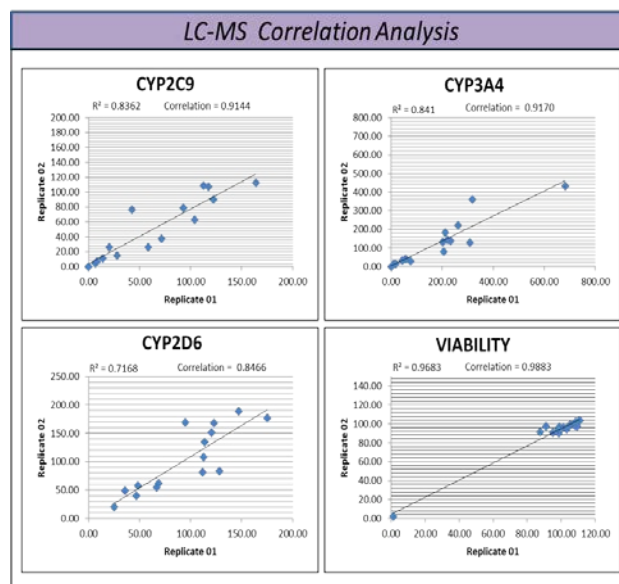 LC-MS Correlation Analysis
CYP2C9
R² = 0.8362 Correlation = 0.9144
200.00
180.00
160.00
140.00
120.00
100.00
80.00
60.00
40.00
20.00
0.00
Replicate 02
0.00 50.00 100.00 150.00 200.00
Replicate 01
CYP3A4
R² = 0.841 Correlation = 0.9170
800.00
700.00
600.00
500.00
400.00
300.00
200.00
100.00
0.00
Replicate 02
0.00 200.00 400.00 600.00 800.00
Replicate 01
CYP2D6
R² = 0.7168 Correlation = 0.8466
250.00
200.00
150.00
100.00
50.00
0.00
Replicate 02
0.00 50.00 100.00 150.00 200.00
Replicate 01
VIABILITY
R² = 0.9683 Correlation = 0.9883
140.00
120.00
100.00
80.00
60.00
40.00
20.00
0.00
Replicate 02
0.00 20.00 40.00 60.00 80.00 100.00 120.00
Replicate 01